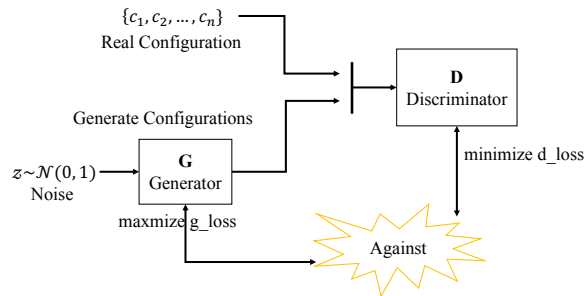 {c₁, c₂, …, cₙ}
Real Configuration
D
Discriminator
Generate Configurations
G
Generator
z~𝒩(0, 1)
Noise
minimize d_loss
maxmize g_loss
Against